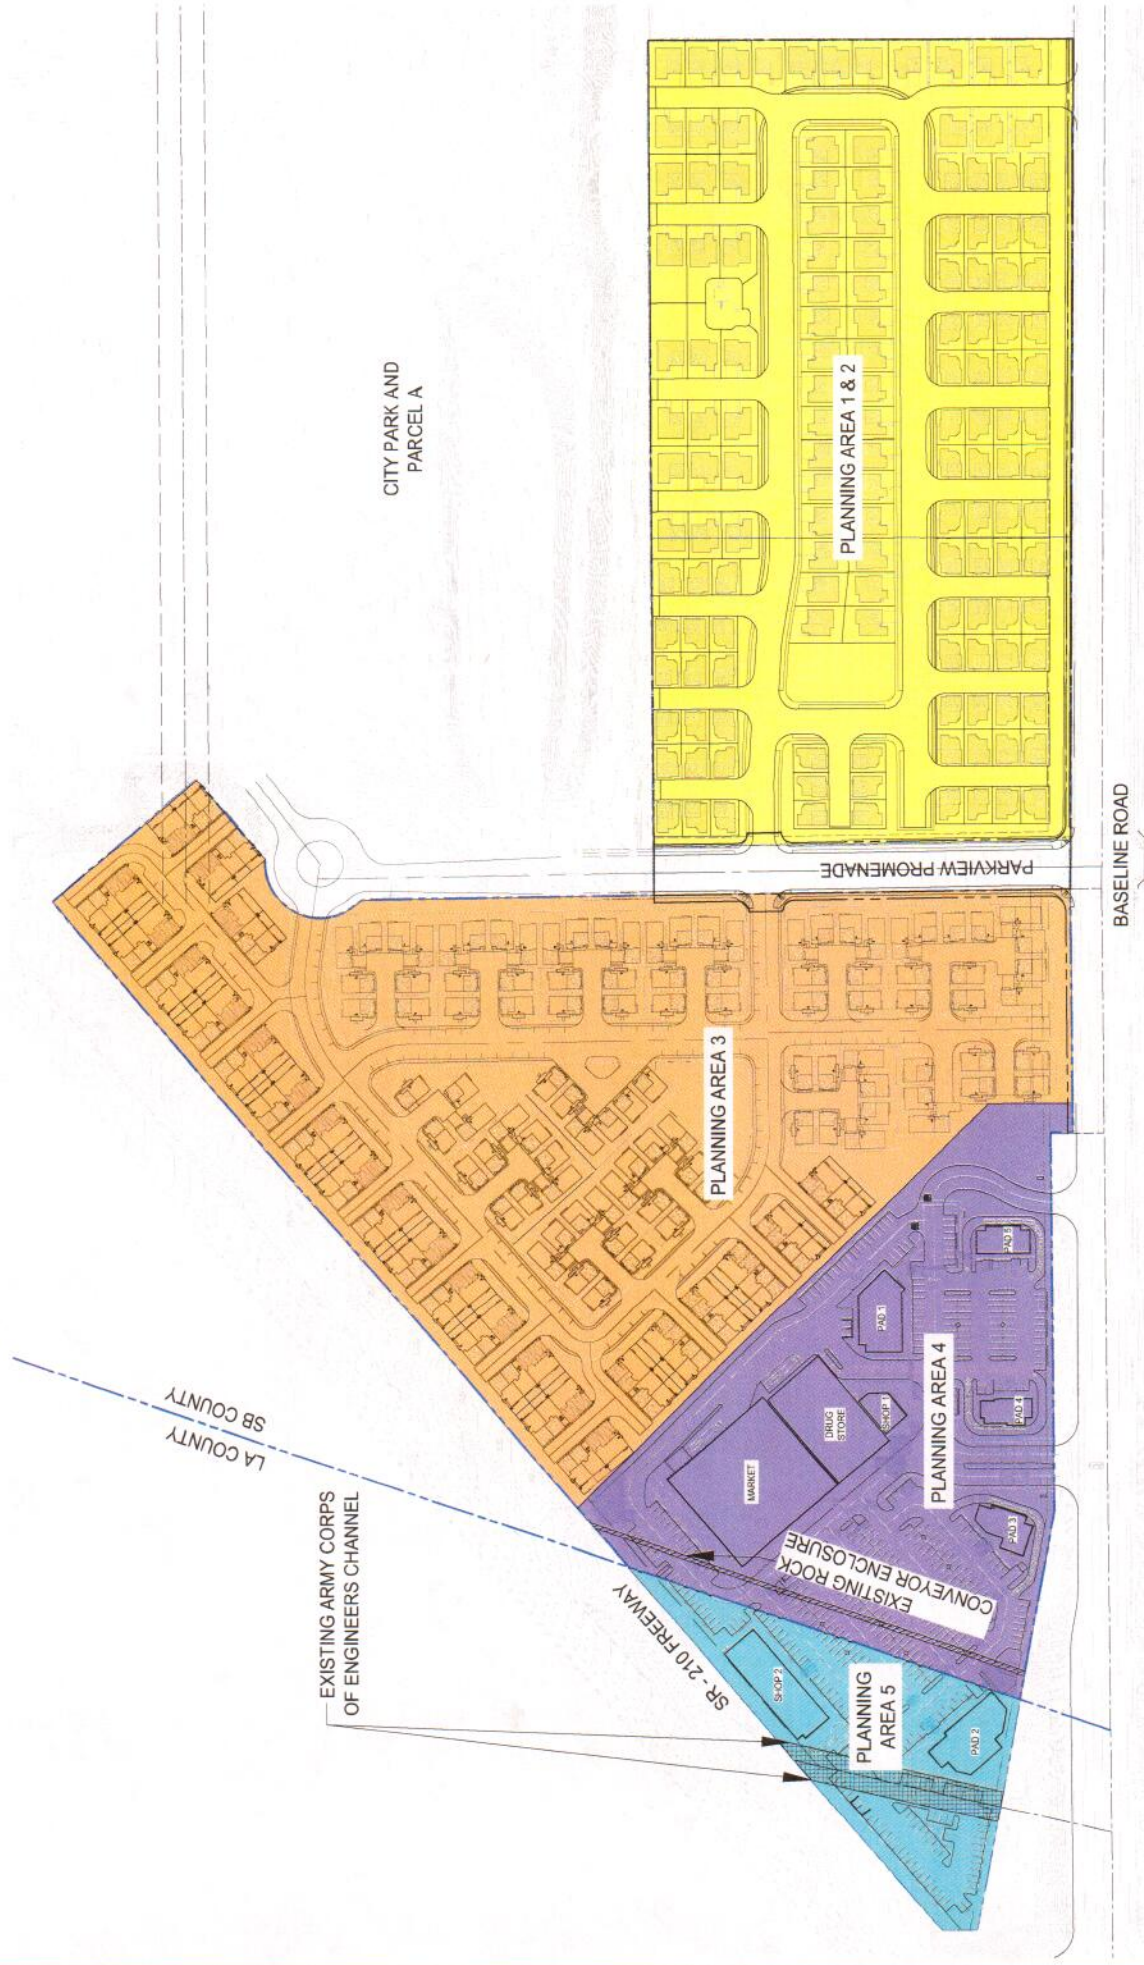 CITY PARK AND
PARCEL A
PLANNING AREA 1 & 2
PARKVIEW PROMENADE
BASELINE ROAD
PLANNING AREA 3
SB COUNTY
LA COUNTY
EXISTING ARMY CORPS
OF ENGINEERS CHANNEL
SR - 210 FREEWAY
PLANNING AREA 4
PAD 1
PAD 5
PAD 4
PAD 3
SHOP 1
DRUG
STORE
MARKET
EXISTING ROCK
CONVEYOR ENCLOSURE
PLANNING
AREA 5
SHOP 2
PAD 2